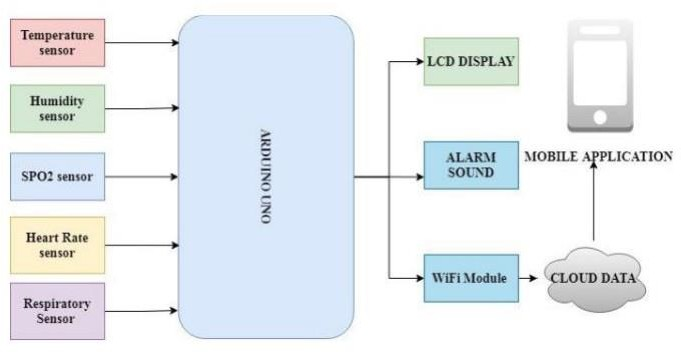 Temperature
sensor
Humidity
sensor
SPO2 sensor
Heart Rate
sensor
Respiratory
Sensor
ARDUINO UNO
LCD DISPLAY
ALARM
SOUND
WiFi Module
MOBILE APPLICATION
CLOUD DATA